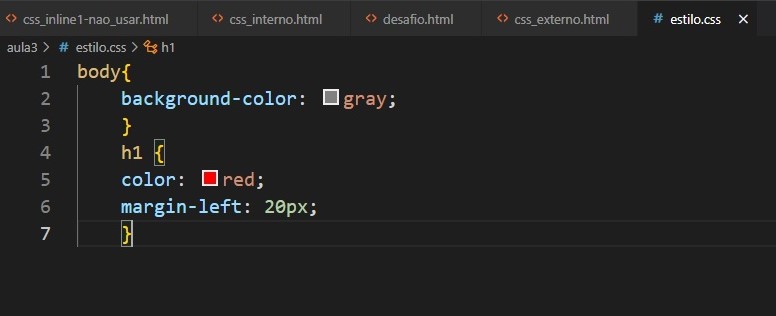 css_inline1-nao_usar.html css_interno.html desafio.html css_externo.html # estilo.css ×
aula3 > # estilo.css > h1
1 body{
2 background-color: gray;
3 }
4 h1 {
5 color: red;
6 margin-left: 20px;
7 }